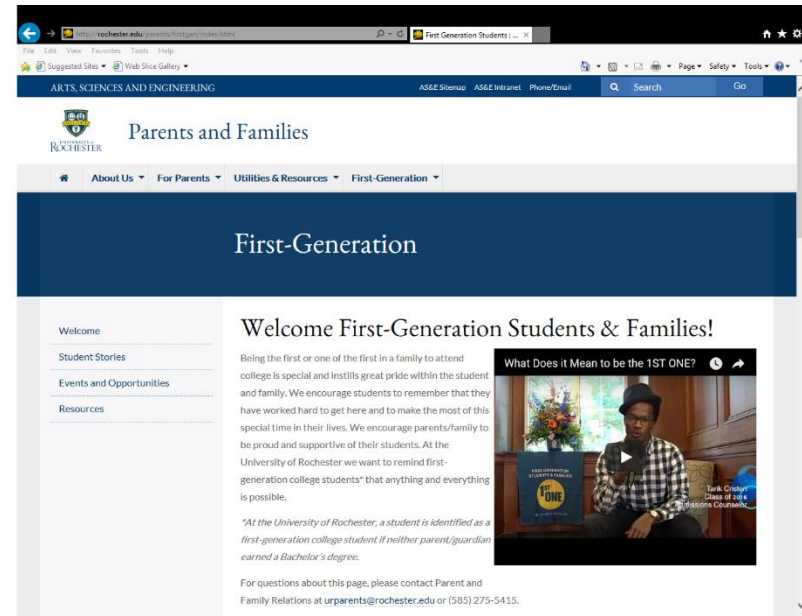 http://rochester.edu/parents/firstgen/index.html
First Generation Students : ...
File Edit View Favorites Tools Help
Suggested Sites Web Slice Gallery Page Safety Tools
ARTS, SCIENCES AND ENGINEERING AS&E Sitemap AS&E Intranet Phone/Email Search Go
UNIVERSITY of
ROCHESTER
Parents and Families
About Us For Parents Utilities & Resources First-Generation
First-Generation
Welcome
Student Stories
Events and Opportunities
Resources
Welcome First-Generation Students & Families!
Being the first or one of the first in a family to attend
college is special and instills great pride within the student
and family. We encourage students to remember that they
have worked hard to get here and to make the most of this
special time in their lives. We encourage parents/family to
be proud and supportive of their students. At the
University of Rochester we want to remind first-
generation college students* that anything and everything
is possible.
*At the University of Rochester, a student is identified as a
first-generation college student if neither parent/guardian
earned a Bachelor's degree.
For questions about this page, please contact Parent and
Family Relations at urparents@rochester.edu or (585) 275-5415.
What Does it Mean to be the 1ST ONE?
FIRST-GENERATION
STUDENTS & FAMILIES
1ST
ONE
Tarik Cristen
Class of 2016
Admissions Counselor